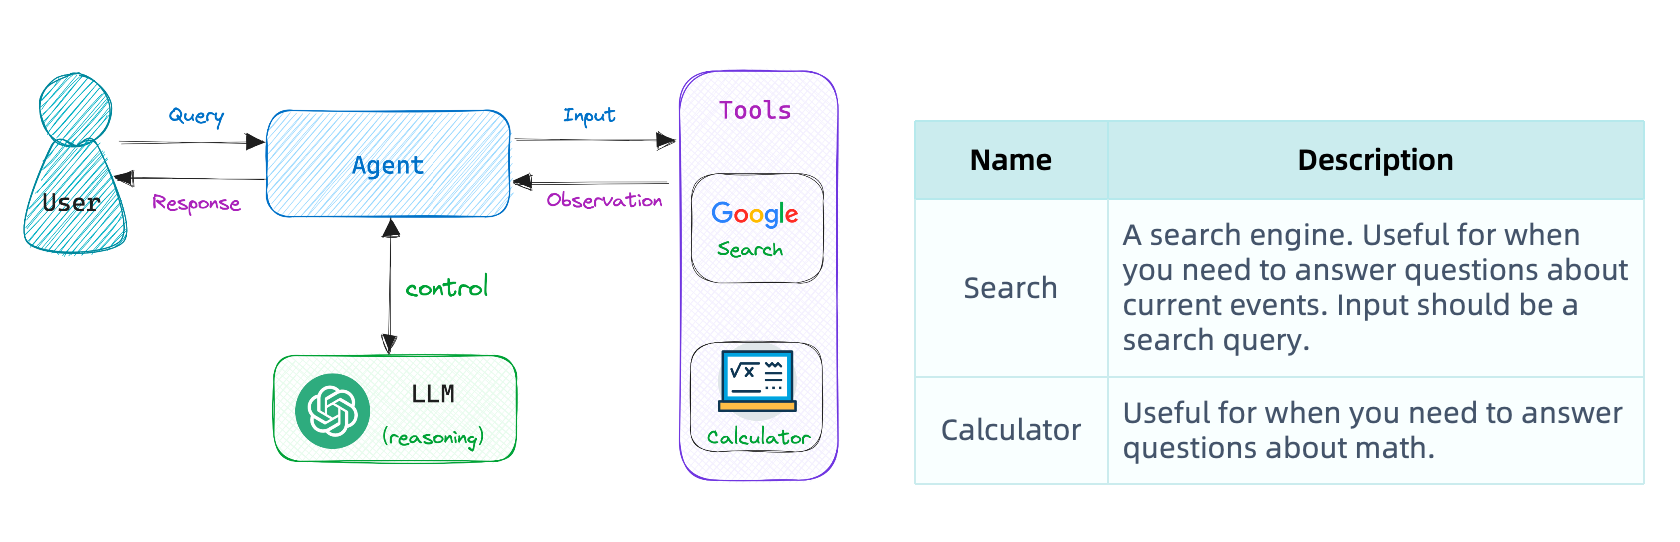 Query
Response
User
Agent
Input
Observation
control
LLM
(reasoning)
Tools
Google
Search
√x
Calculator
Name
Description
Search
A search engine. Useful for when
you need to answer questions about
current events. Input should be a
search query.
Calculator
Useful for when you need to answer
questions about math.